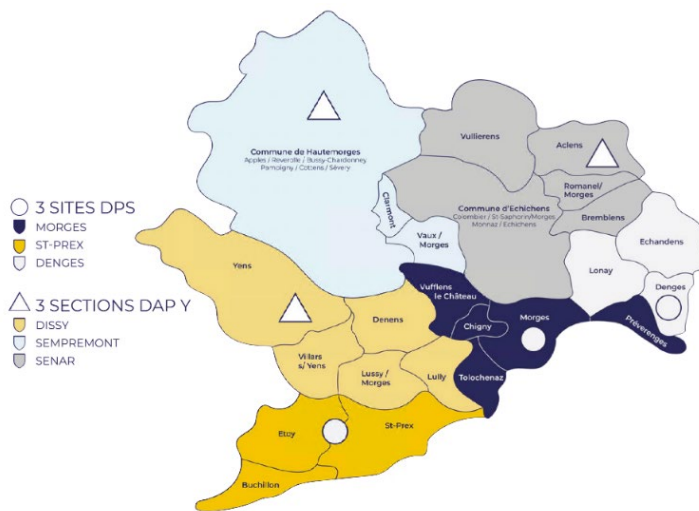 Commune de Hautemorges
Apples / Reverolle / Bussy-Chardonney
Pampigny / Cottens / Sévery
Vullierens
Aclens
Romanel/
Morges
Commune d'Echichens
Colombier / St-Saphorin/Morges
Monnaz / Echichens
Bremblens
Clarmont
Vaux /
Morges
Echandens
Lonay
Denges
Préverenges
3 SITES DPS
MORGES
ST-PREX
DENGES
3 SECTIONS DAP Y
DISSY
SEMPREMONT
SENAR
Yens
Vufflens
le Château
Chigny
Morges
Denens
Villars
s/ Yens
Lussy /
Morges
Lully
Tolochenaz
Etoy
St-Prex
Buchillon